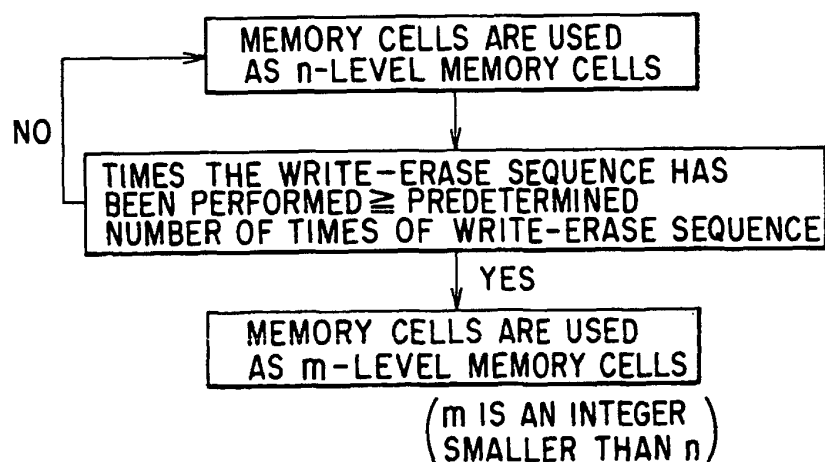 MEMORY CELLS ARE USED
AS n-LEVEL MEMORY CELLS
NO
TIMES THE WRITE-ERASE SEQUENCE HAS
BEEN PERFORMED ≧ PREDETERMINED
NUMBER OF TIMES OF WRITE-ERASE SEQUENCE
YES
MEMORY CELLS ARE USED
AS m-LEVEL MEMORY CELLS
(m IS AN INTEGER
SMALLER THAN n)